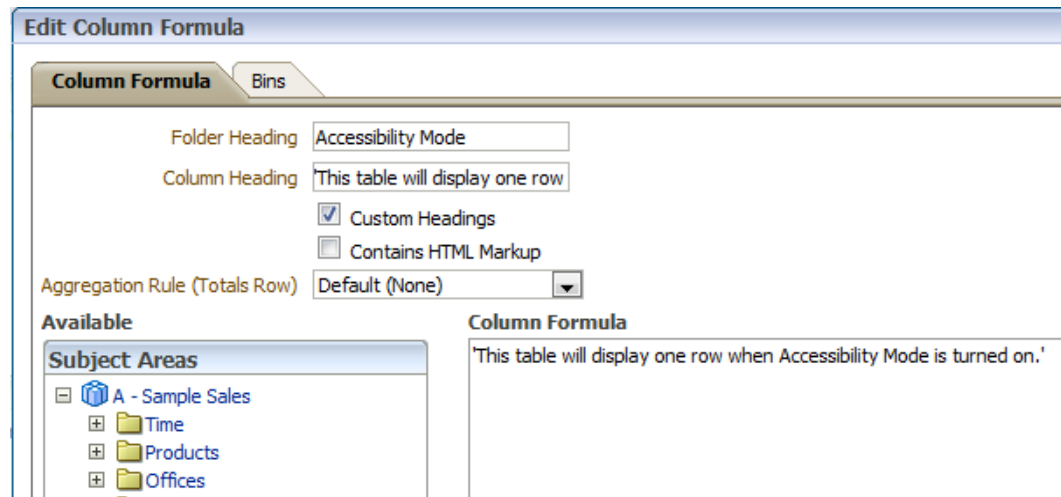 Edit Column Formula
Column Formula
Bins
Folder Heading Accessibility Mode
Column Heading 'This table will display one row
Custom Headings
Contains HTML Markup
Aggregation Rule (Totals Row) Default (None)
Available
Subject Areas
A - Sample Sales
Time
Products
Offices
Column Formula
'This table will display one row when Accessibility Mode is turned on.'